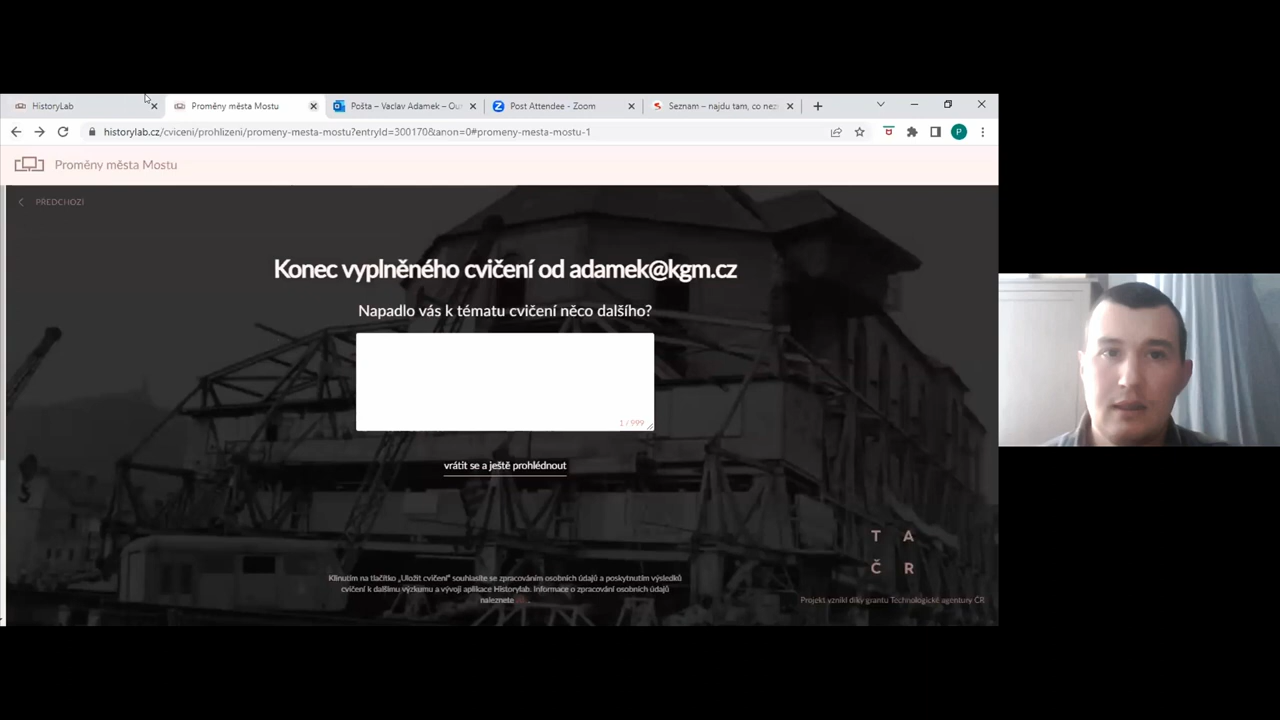 HistoryLab
Proměny města Mostu
Pošta – Vaclav Adamek – Ou
Post Attendee - Zoom
Seznam – najdu tam, co nez
historylab.cz/cviceni/prohlizeni/promeny-mesta-mostu?entryId=300170&anon=0#promeny-mesta-mostu-1
P
Proměny města Mostu
PŘEDCHOZÍ
Konec vyplněného cvičení od adamek@kgm.cz
Napadlo vás k tématu cvičení něco dalšího?
1 / 999
vrátit se a ještě prohlédnout
T A
Č R
Klinutím na tlačítko „Uložit cvičení" souhlasíte se zpracováním osobních údajů a poskytnutím výsledků
cvičení k dalšímu výzkumu a vývoji aplikace Historylab. Informace o zpracování osobních údajů
naleznete
Projekt vzniki díky grantu Technologické agentury ČR